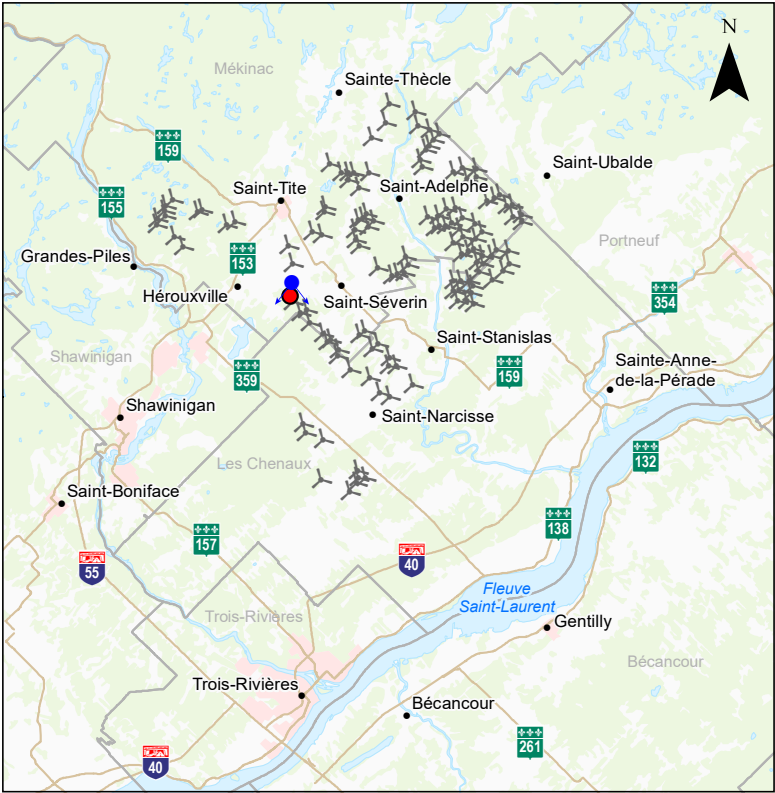 N
Mékinac
Sainte-Thècle
159
Saint-Ubalde
Saint-Tite
Saint-Adelphe
155
Portneuf
Grandes-Piles
153
Hérouxville
Saint-Séverin
354
Saint-Stanislas
Shawinigan
Sainte-Anne-
de-la-Pérade
359
159
Shawinigan
Saint-Narcisse
132
Les Chenaux
Saint-Boniface
138
157
40
55
Fleuve
Saint-Laurent
Trois-Rivières
Gentilly
Bécancour
Trois-Rivières
Bécancour
261
40